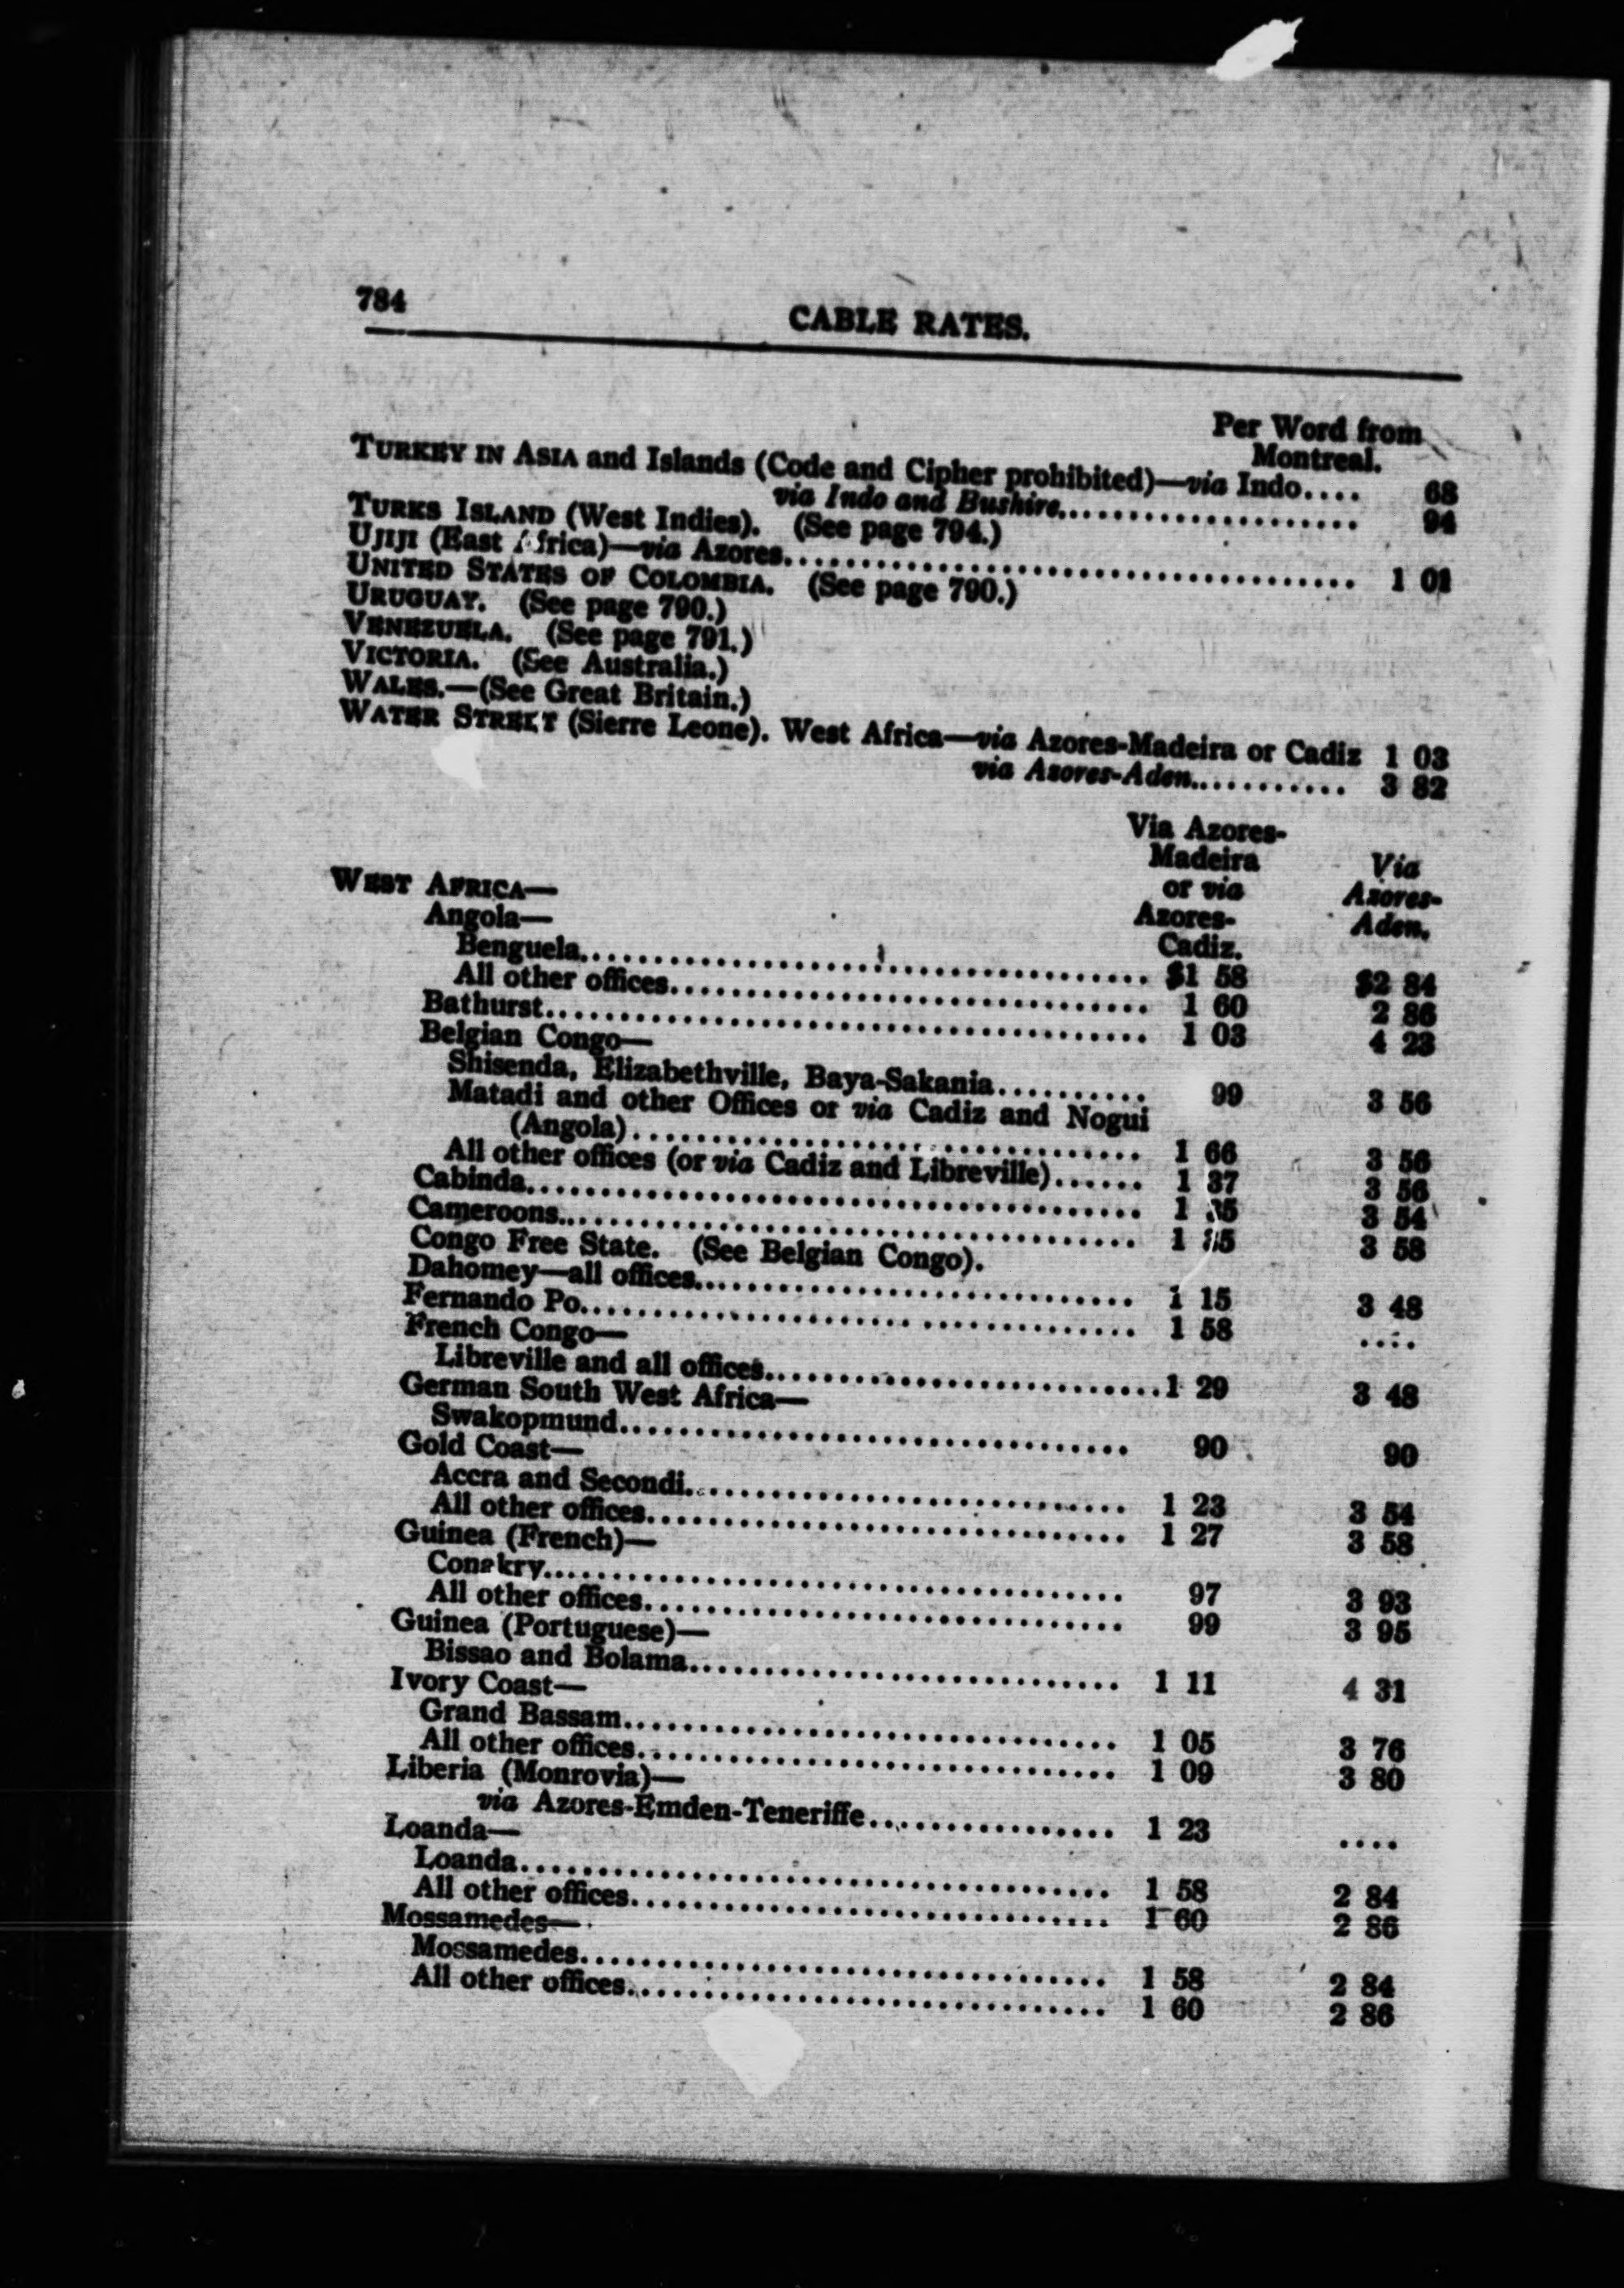 784
CABLE RATES.
Per Word from
Montreal.
TURKEY IN ASIA and Islands (Code and Cipher prohibited)—via Indo.... 68
via Indo and Bushire.................... 94
TURKS ISLAND (West Indies). (See page 794.)
UJIJI (East Africa)—via Azores...................................... 1 01
UNITED STATES OF COLOMBIA. (See page 790.)
URUGUAY. (See page 790.)
VENEZUELA. (See page 791.)
VICTORIA. (See Australia.)
WALES.—(See Great Britain.)
WATER STREET (Sierre Leone). West Africa—via Azores-Madeira or Cadiz 1 03
via Azores-Aden........... 3 82
Via Azores-
Madeira Via
WEST AFRICA— or via Azores-
Angola— Azores- Aden.
Cadiz.
Benguela...................................... $1 58 $2 84
All other offices................................ 1 60 2 86
Bathurst........................................ 1 03 4 23
Belgian Congo—
Shisenda, Elizabethville, Baya-Sakania.......... 99 3 56
Matadi and other Offices or via Cadiz and Nogui
(Angola).................................. 1 66 3 56
All other offices (or via Cadiz and Libreville)...... 1 37 3 56
Cabinda......................................... 1 5 3 54
Cameroons....................................... 1 5 3 58
Congo Free State. (See Belgian Congo).
Dahomey—all offices............................. 1 15 3 48
Fernando Po..................................... 1 58 ....
French Congo—
Libreville and all offices...........................1 29 3 48
German South West Africa—
Swakopmund.................................. 90 90
Gold Coast—
Accra and Secondi.............................. 1 23 3 54
All other offices................................ 1 27 3 58
Guinea (French)—
Conakry....................................... 97 3 93
All other offices................................ 99 3 95
Guinea (Portuguese)—
Bissao and Bolama............................. 1 11 4 31
Ivory Coast—
Grand Bassam................................. 1 05 3 76
All other offices................................ 1 09 3 80
Liberia (Monrovia)—
via Azores-Emden-Teneriffe................ 1 23 ....
Loanda—
Loanda........................................ 1 58 2 84
All other offices................................ 1 60 2 86
Mossamedes—
Mossamedes................................... 1 58 2 84
All other offices................................ 1 60 2 86